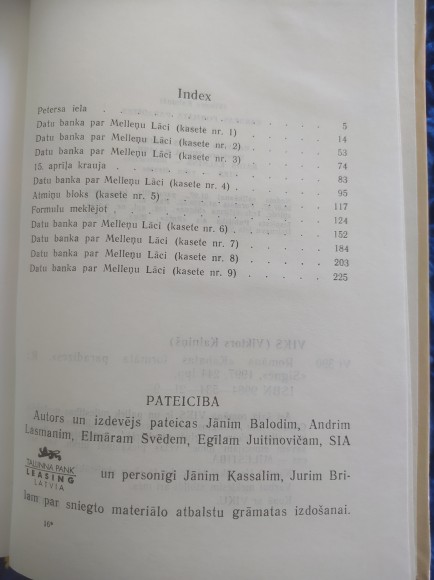 Index
Petersa iela . . . . . . . . . . . 5
Datu banka par Melleņu Lāci (kasete nr. 1) . . . . . 14
Datu banka par Melleņu Lāci (kasete nr. 2) . . . . . 53
Datu banka par Melleņu Lāci (kasete nr. 3) . . . . . 74
15. aprīļa krauja . . . . . . . . . . 83
Datu banka par Melleņu Lāci (kasete nr. 4) . . . . . 95
Atmiņu bloks (kasete nr. 5) . . . . . . . . 117
Formulu meklējot . . . . . . . . . . 124
Datu banka par Melleņu Lāci (kasete nr. 6) . . . . . 152
Datu banka par Melleņu Lāci (kasete nr. 7) . . . . . 184
Datu banka par Melleņu Lāci (kasete nr. 8) . . . . . 203
Datu banka par Melleņu Lāci (kasete nr. 9) . . . . . 225
PATEICĪBA
Autors un izdevējs pateicas Jānim Balodim, Andrim
Lasmanim, Elmāram Švēdem, Egīlam Juitinovičam, SIA
TALLINNA PANK
LEASING
LATVIA
un personīgi Jānim Kassalim, Jurim Bri-
lam par sniegto materiālo atbalstu grāmatas izdošanai.
16*